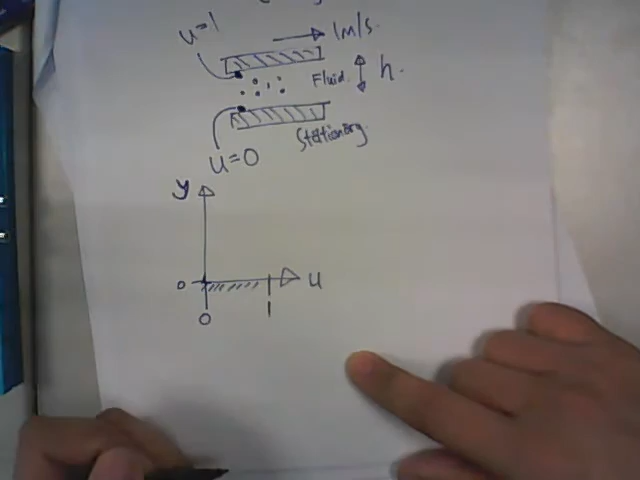 u=1
1m/s.
Fluid.
h.
Stationary.
u=0
y
0
u
0
1